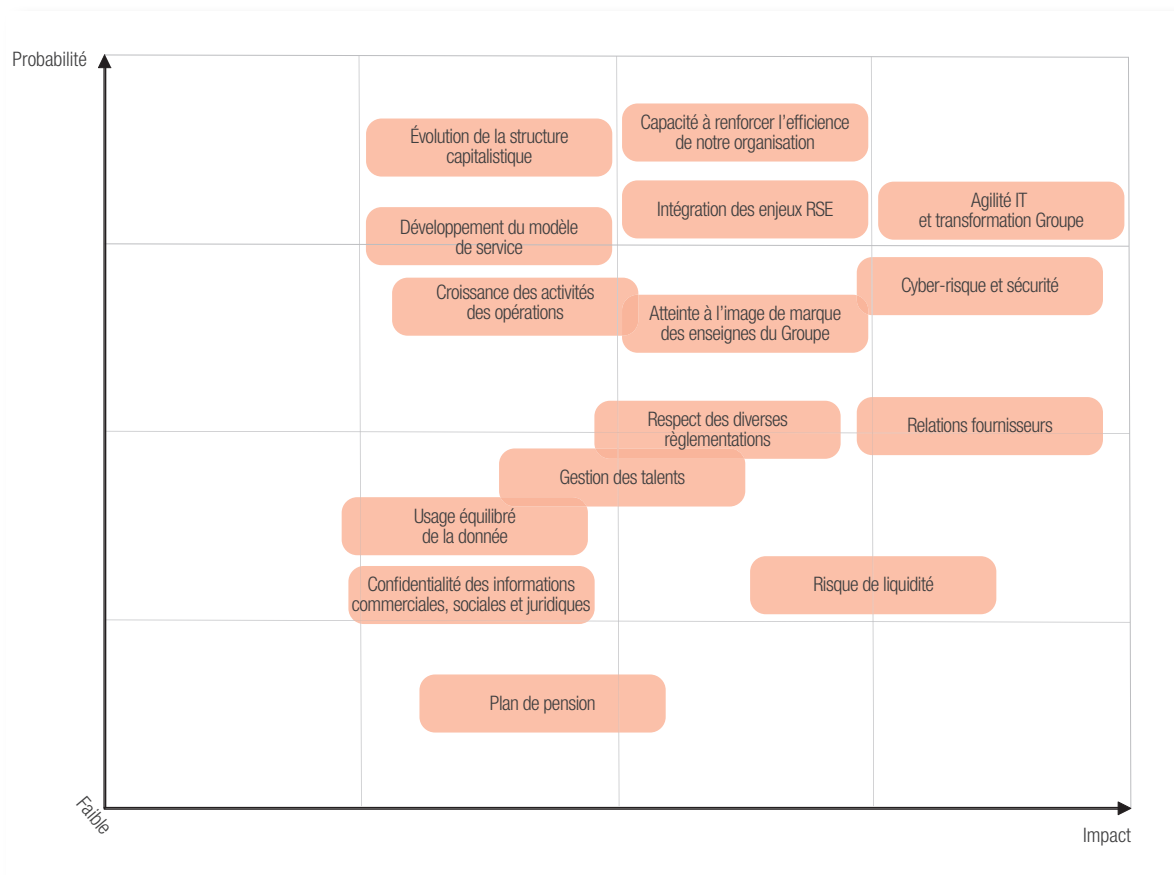 Probabilité
Évolution de la structure
capitalistique
Capacité à renforcer l’efficience
de notre organisation
Intégration des enjeux RSE
Agilité IT
et transformation Groupe
Développement du modèle
de service
Croissance des activités
des opérations
Atteinte à l’image de marque
des enseignes du Groupe
Cyber-risque et sécurité
Respect des diverses
règlementations
Relations fournisseurs
Gestion des talents
Usage équilibré
de la donnée
Confidentialité des informations
commerciales, sociales et juridiques
Risque de liquidité
Plan de pension
Faible
Impact